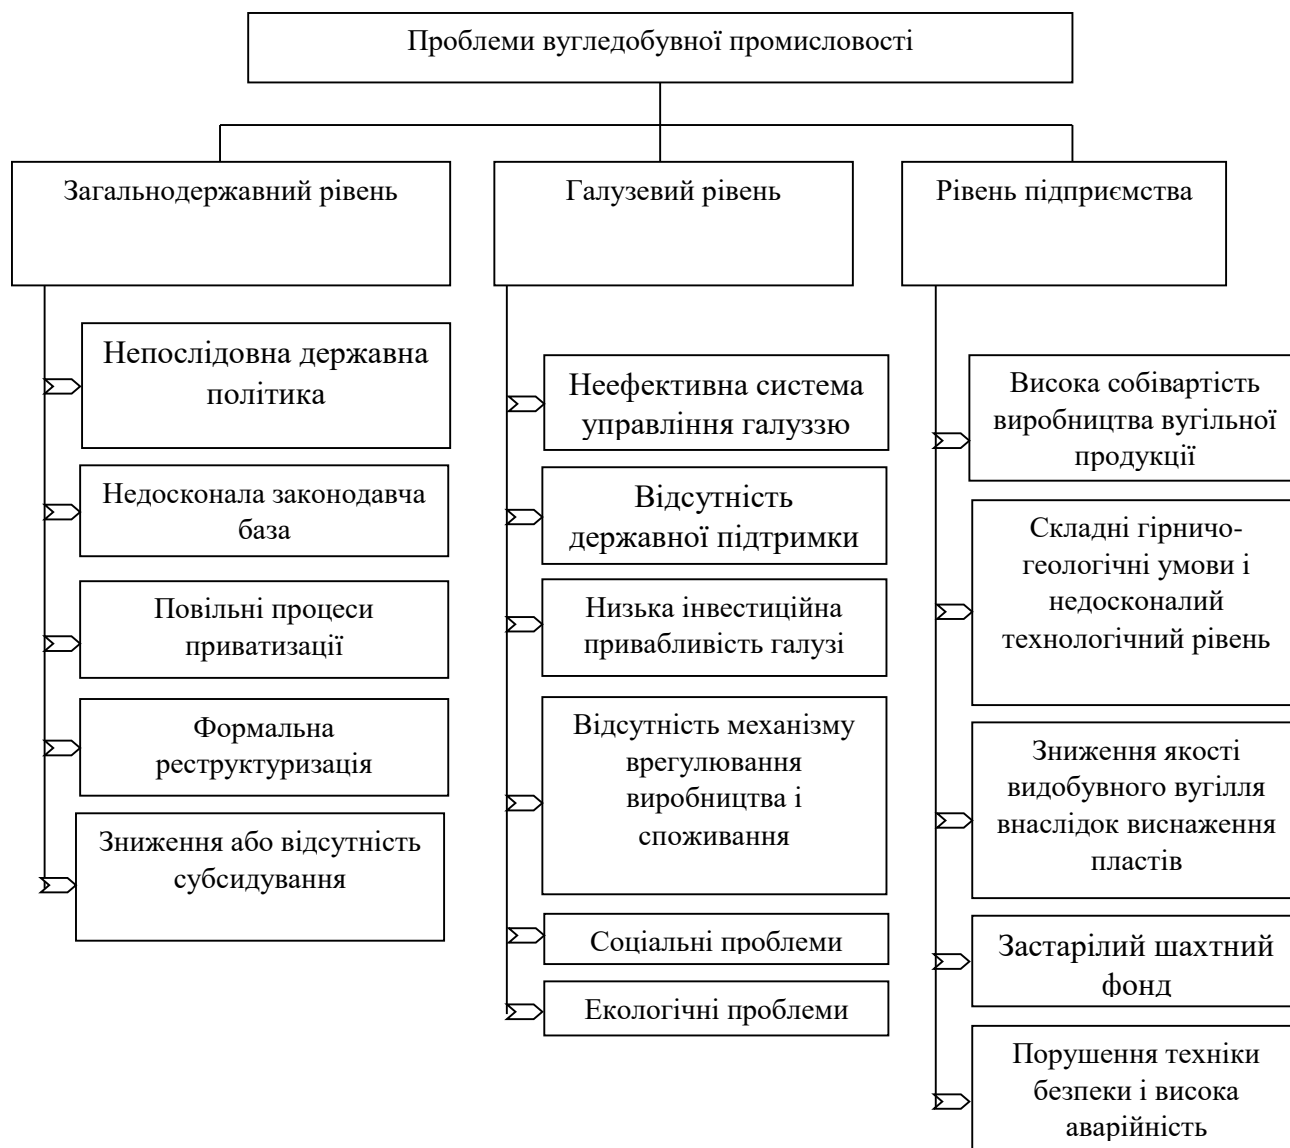 Проблеми вугледобувної промисловості
Загальнодержавний рівень
Непослідовна державна
політика
Недосконала законодавча
база
Повільні процеси
приватизації
Формальна
реструктуризація
Зниження або відсутність
субсидування
Галузевий рівень
Неефективна система
управління галуззю
Відсутність
державної підтримки
Низька інвестиційна
привабливість галузі
Відсутність механізму
врегулювання
виробництва і
споживання
Соціальні проблеми
Екологічні проблеми
Рівень підприємства
Висока собівартість
виробництва вугільної
продукції
Складні гірничо-
геологічні умови і
недосконалий
технологічний рівень
Зниження якості
видобувного вугілля
внаслідок виснаження
пластів
Застарілий шахтний
фонд
Порушення техніки
безпеки і висока
аварійність